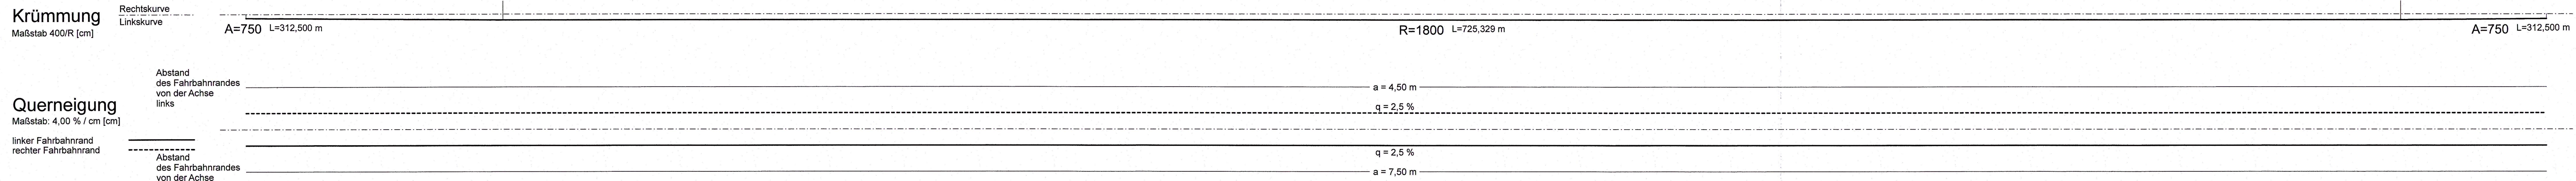 Krümmung
Maßstab 400/R [cm]
Rechtskurve
Linkskurve
A=750 L=312,500 m
R=1800 L=725,329 m
A=750 L=312,500 m
Querneigung
Maßstab: 4,00 % / cm [cm]
Abstand
des Fahrbahnrandes
von der Achse
links
a = 4,50 m
q = 2,5 %
linker Fahrbahnrand
rechter Fahrbahnrand
q = 2,5 %
Abstand
des Fahrbahnrandes
von der Achse
a = 7,50 m